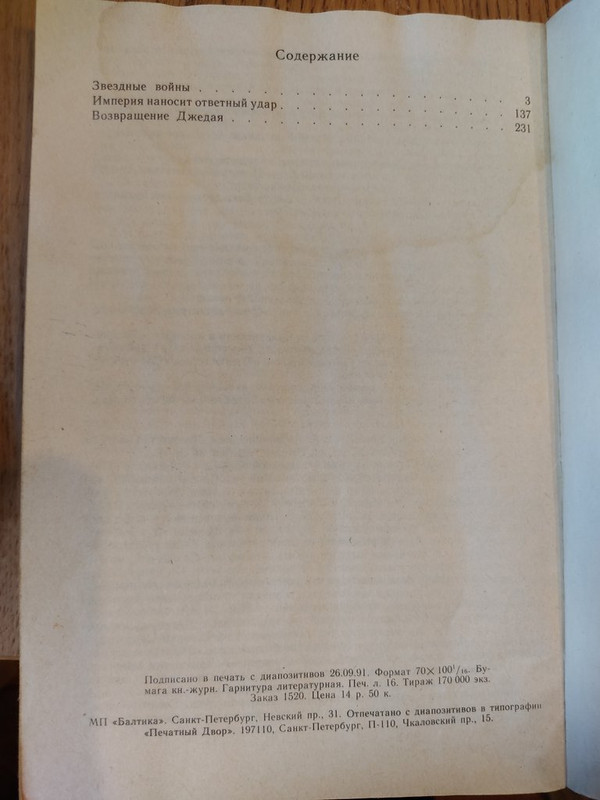 Содержание
Звездные войны . . . . . . . . . . . . . . . . . . . . 3
Империя наносит ответный удар . . . . . . . . . . . . . . 137
Возвращение Джедая . . . . . . . . . . . . . . . . . . 231
Подписано в печать с диапозитивов 26.09.91. Формат 70×100¹/₁₆. Бу-
мага кн.-журн. Гарнитура литературная. Печ. л. 16. Тираж 170 000 экз.
Заказ 1520. Цена 14 р. 50 к.
МП «Балтика». Санкт-Петербург, Невский пр., 31. Отпечатано с диапозитивов в типографии
«Печатный Двор». 197110, Санкт-Петербург, П-110, Чкаловский пр., 15.